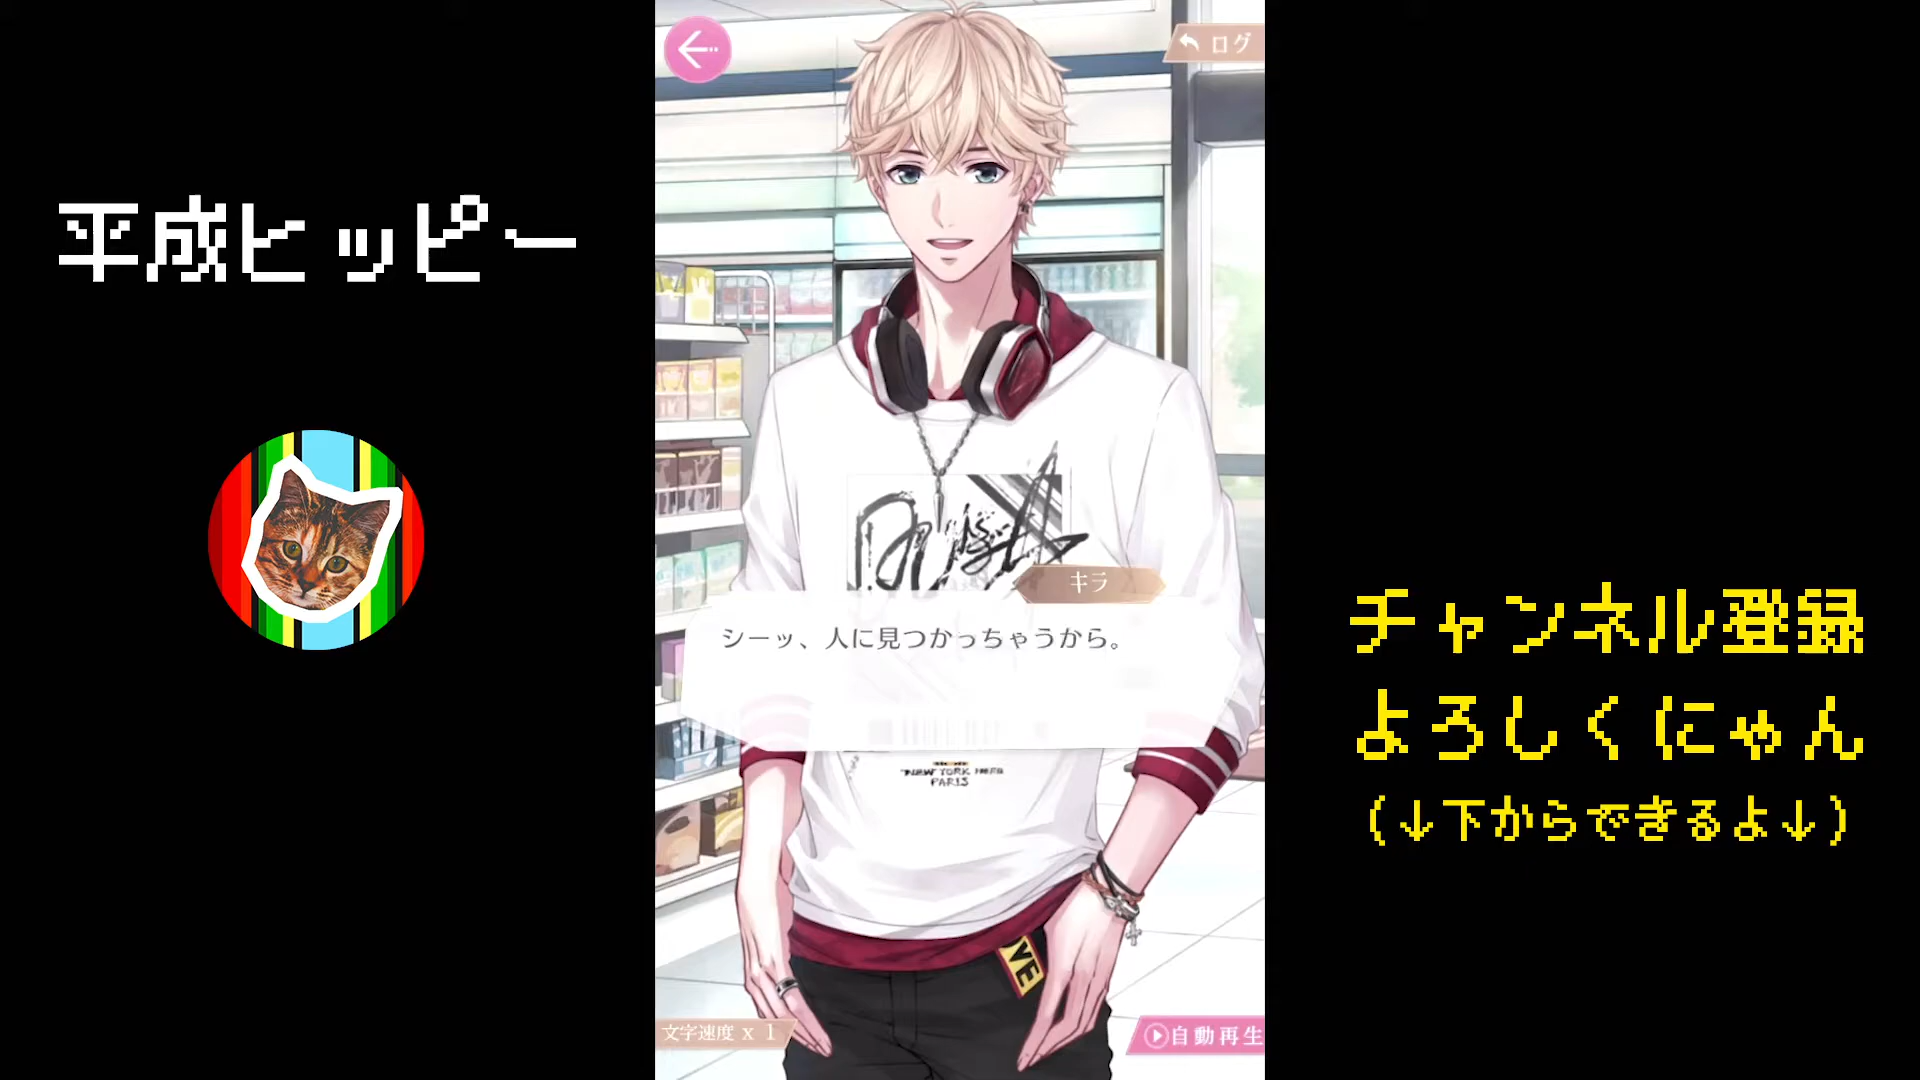 平成ヒッピー
ログ
キラ
シーッ、人に見つかっちゃうから。
NEW YORK
PARIS
VE
文字速度 x 1
自動再生
チャンネル登録
よろしくにゃん
(↓下からできるよ↓)